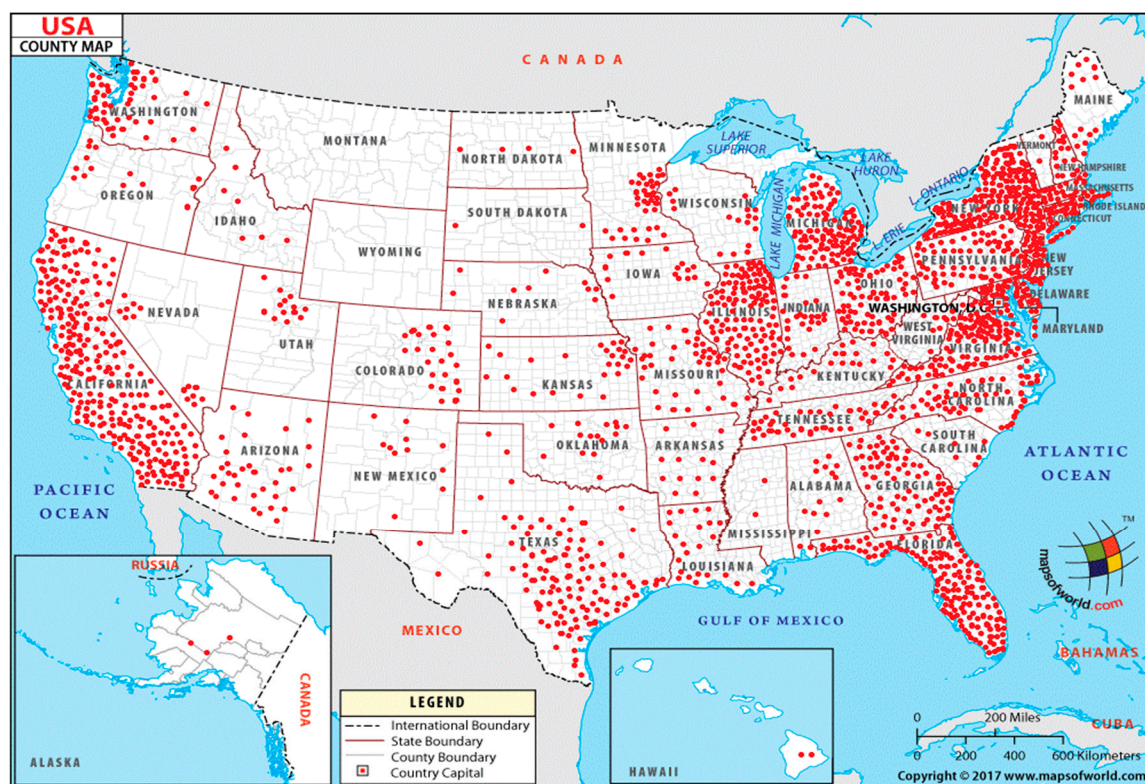 USA
COUNTY MAP
CANADA
WASHINGTON
MONTANA
NORTH DAKOTA
MINNESOTA
LAKE
SUPERIOR
LAKE
HURON
MAINE
VERMONT
NEW HAMPSHIRE
MASSACHUSETTS
RHODE ISLAND
CONNECTICUT
OREGON
IDAHO
SOUTH DAKOTA
WISCONSIN
LAKE MICHIGAN
MICHIGAN
L. ONTARIO
NEW YORK
L. ERIE
WYOMING
IOWA
PENNSYLVANIA
NEW
JERSEY
NEVADA
NEBRASKA
ILLINOIS
INDIANA
OHIO
DELAWARE
WASHINGTON, D.C.
MARYLAND
UTAH
COLORADO
KANSAS
MISSOURI
WEST
VIRGINIA
VIRGINIA
KENTUCKY
CALIFORNIA
NORTH
CAROLINA
TENNESSEE
ARIZONA
NEW MEXICO
OKLAHOMA
ARKANSAS
SOUTH
CAROLINA
ATLANTIC
OCEAN
PACIFIC
OCEAN
ALABAMA
GEORGIA
TEXAS
MISSISSIPPI
LOUISIANA
FLORIDA
TM
mapsofworld.com
RUSSIA
CANADA
ALASKA
MEXICO
GULF OF MEXICO
BAHAMAS
CUBA
LEGEND
International Boundary
State Boundary
County Boundary
Country Capital
HAWAII
0 200 Miles
0 200 400 600 Kilometers
Copyright © 2017 www.mapsofworld.com